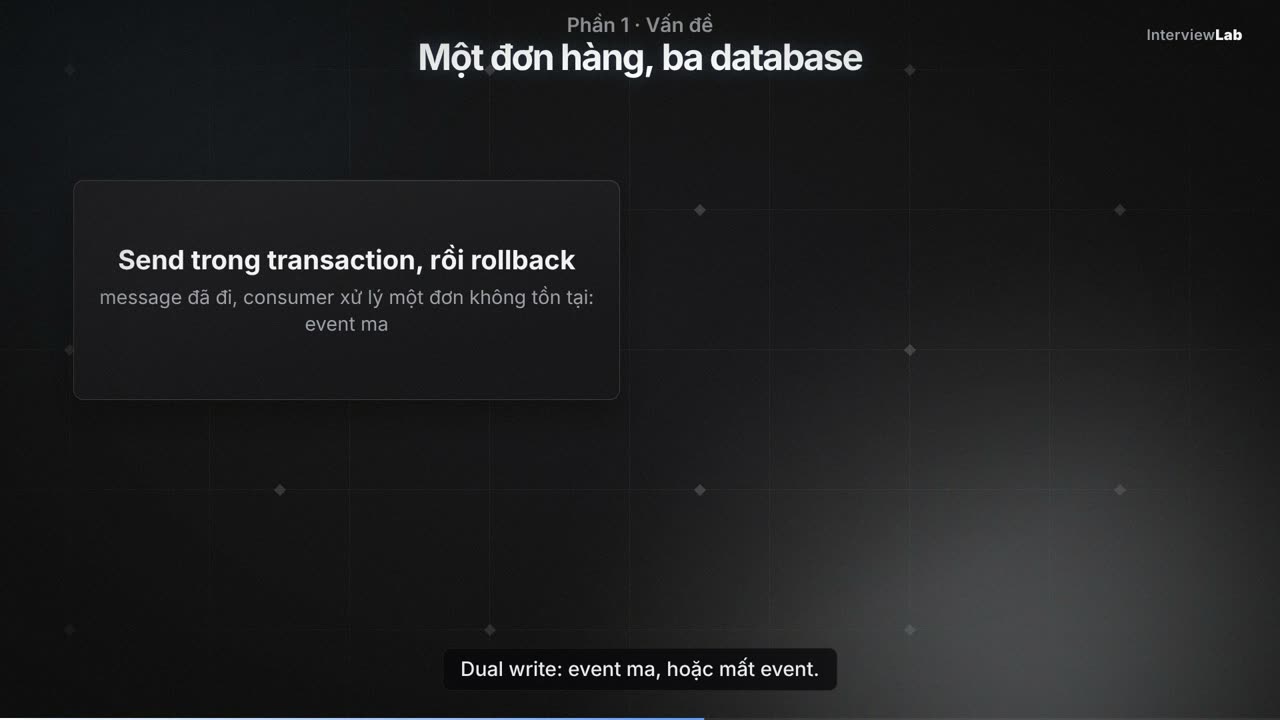 Phần 1 · Vấn đề
InterviewLab
Một đơn hàng, ba database
Send trong transaction, rồi rollback
message đã đi, consumer xử lý một đơn không tồn tại:
event ma
Dual write: event ma, hoặc mất event.